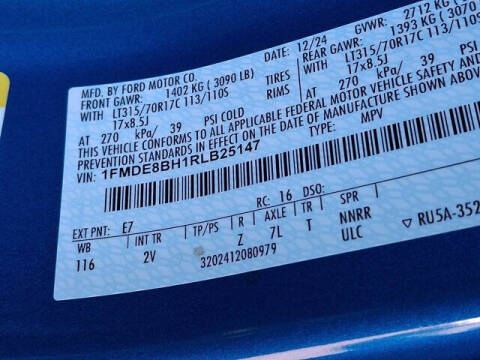 MFD. BY FORD MOTOR CO.
12/24
GVWR: 2712 KG
FRONT GAWR: 1402 KG (3090 LB)
REAR GAWR: 1393 KG (3070
WITH LT315/70R17C 113/110S TIRES
WITH LT315/70R17C 113/110S
17x8.5J RIMS 17x8.5J
AT 270 kPa/ 39 PSI COLD AT 270 kPa/ 39 PSI
THIS VEHICLE CONFORMS TO ALL APPLICABLE FEDERAL MOTOR VEHICLE SAFETY AND
PREVENTION STANDARDS IN EFFECT ON THE DATE OF MANUFACTURE SHOWN
VIN: 1FMDE8BH1RLB25147
TYPE: MPV
EXT PNT: E7 RC: 16 DSO:
WB INT TR TP/PS R AXLE T SPR
116 2V Z 7L T NNRR
ULC
3202412080979
RU5A-352